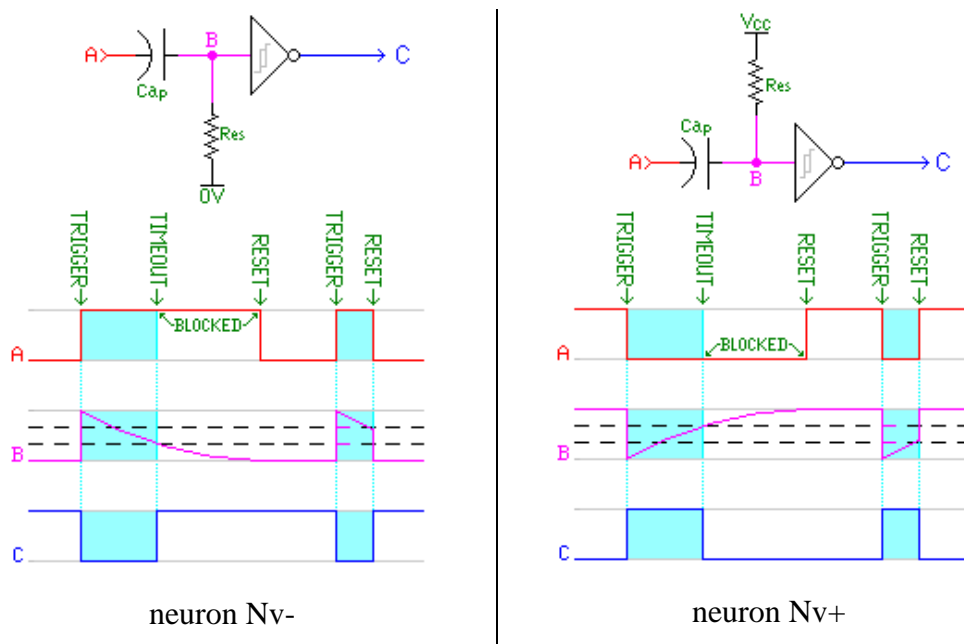 A
B
C
Cap
Res
0V
TRIGGER
TIMEOUT
RESET
TRIGGER
RESET
BLOCKED
A
B
C
neuron Nv-
Vcc
Res
Cap
A
B
C
TRIGGER
TIMEOUT
RESET
TRIGGER
RESET
BLOCKED
A
B
C
neuron Nv+